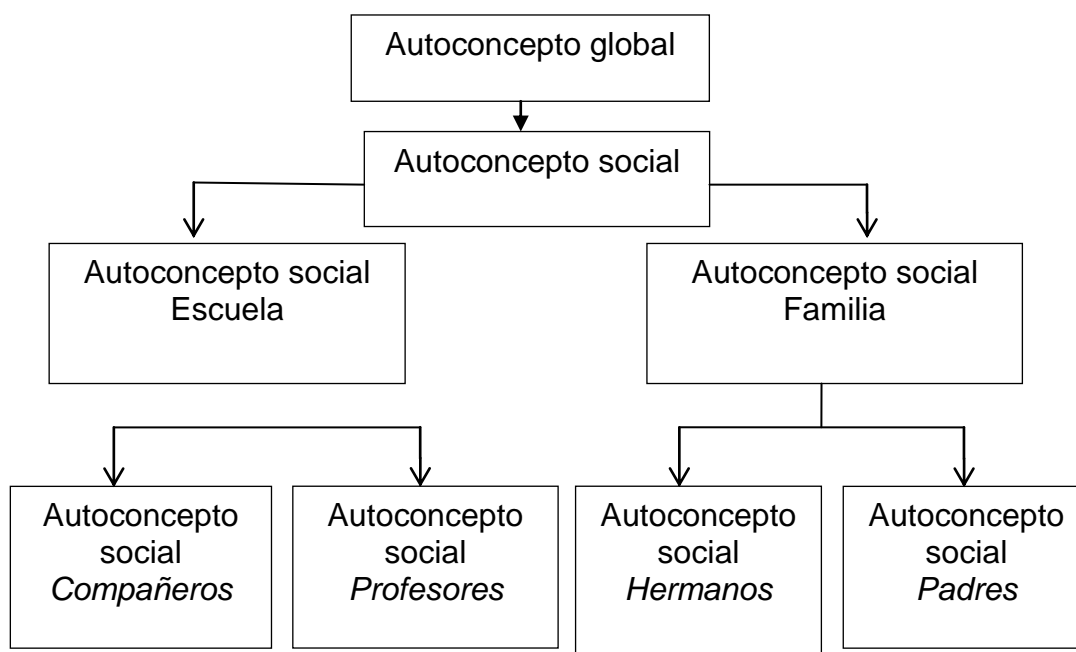 Autoconcepto global
Autoconcepto social
Autoconcepto social
Escuela
Autoconcepto social
Familia
Autoconcepto
social
Compañeros
Autoconcepto
social
Profesores
Autoconcepto
social
Hermanos
Autoconcepto
social
Padres